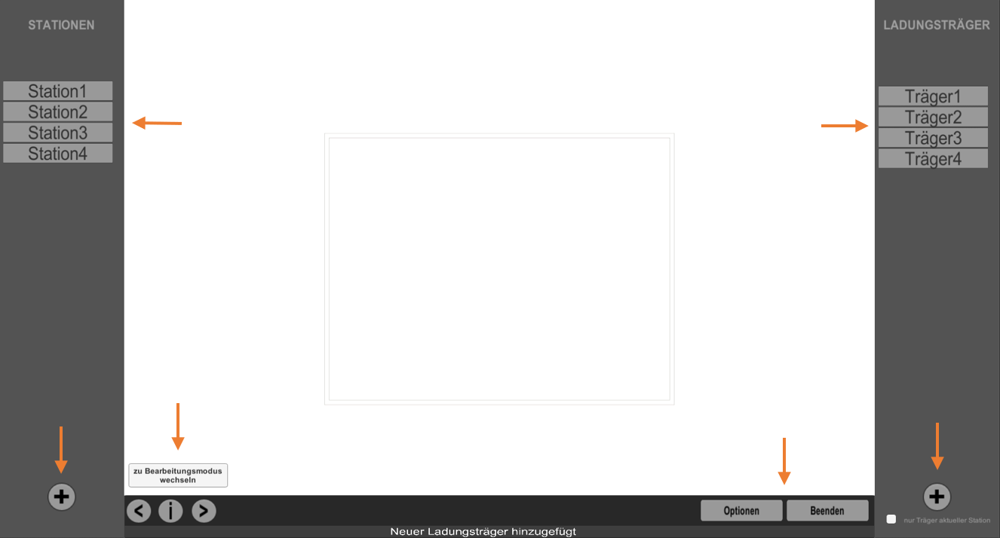 STATIONEN
LADUNGSTRÄGER
Station1
Station2
Station3
Station4
Träger1
Träger2
Träger3
Träger4
zu Bearbeitungsmodus
wechseln
+
+
< i >
Optionen
Beenden
nur Träger aktueller Station
Neuer Ladungsträger hinzugefügt